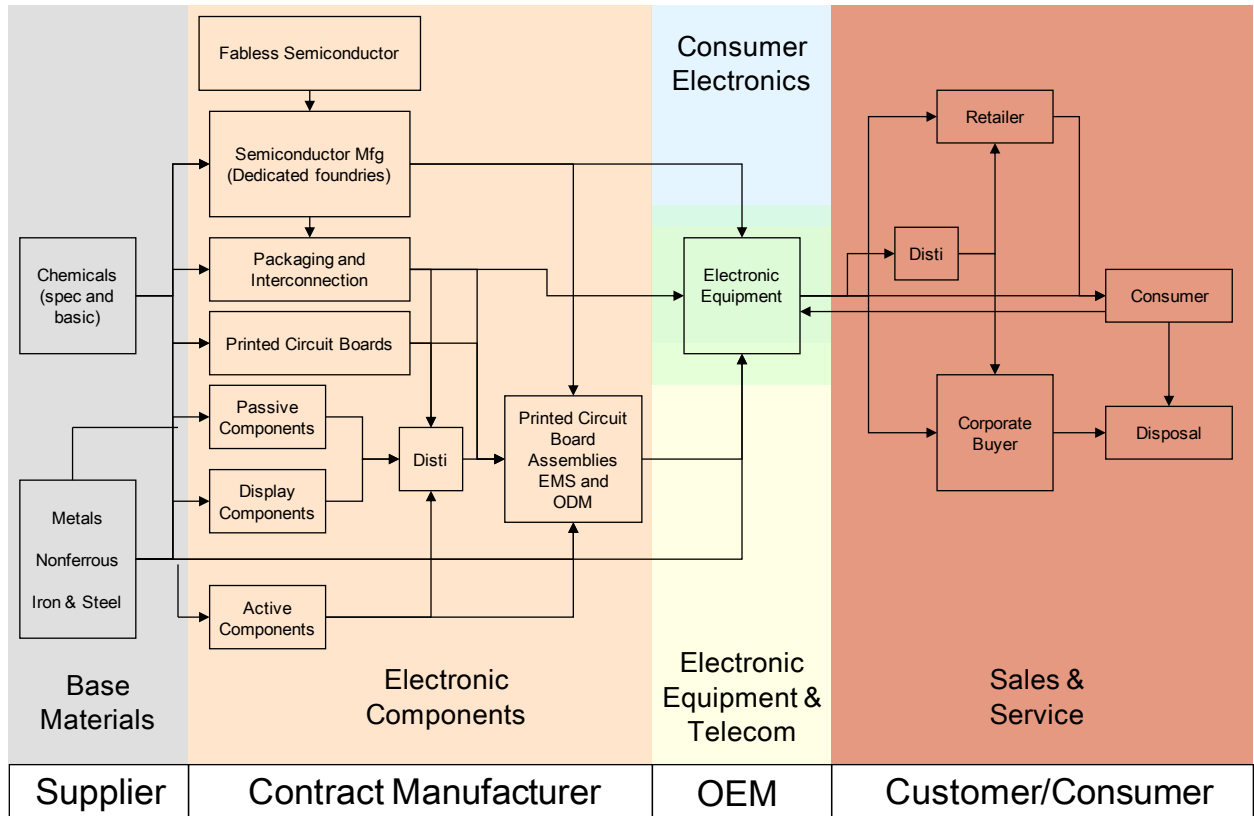 Fabless Semiconductor
Semiconductor Mfg
(Dedicated foundries)
Packaging and
Interconnection
Printed Circuit Boards
Passive
Components
Display
Components
Active
Components
Disti
Printed Circuit
Board
Assemblies
EMS and
ODM
Chemicals
(spec and
basic)
Metals
Nonferrous
Iron & Steel
Consumer
Electronics
Electronic
Equipment
Retailer
Disti
Consumer
Corporate
Buyer
Disposal
Base
Materials
Electronic
Components
Electronic
Equipment &
Telecom
Sales &
Service
Supplier
Contract Manufacturer
OEM
Customer/Consumer